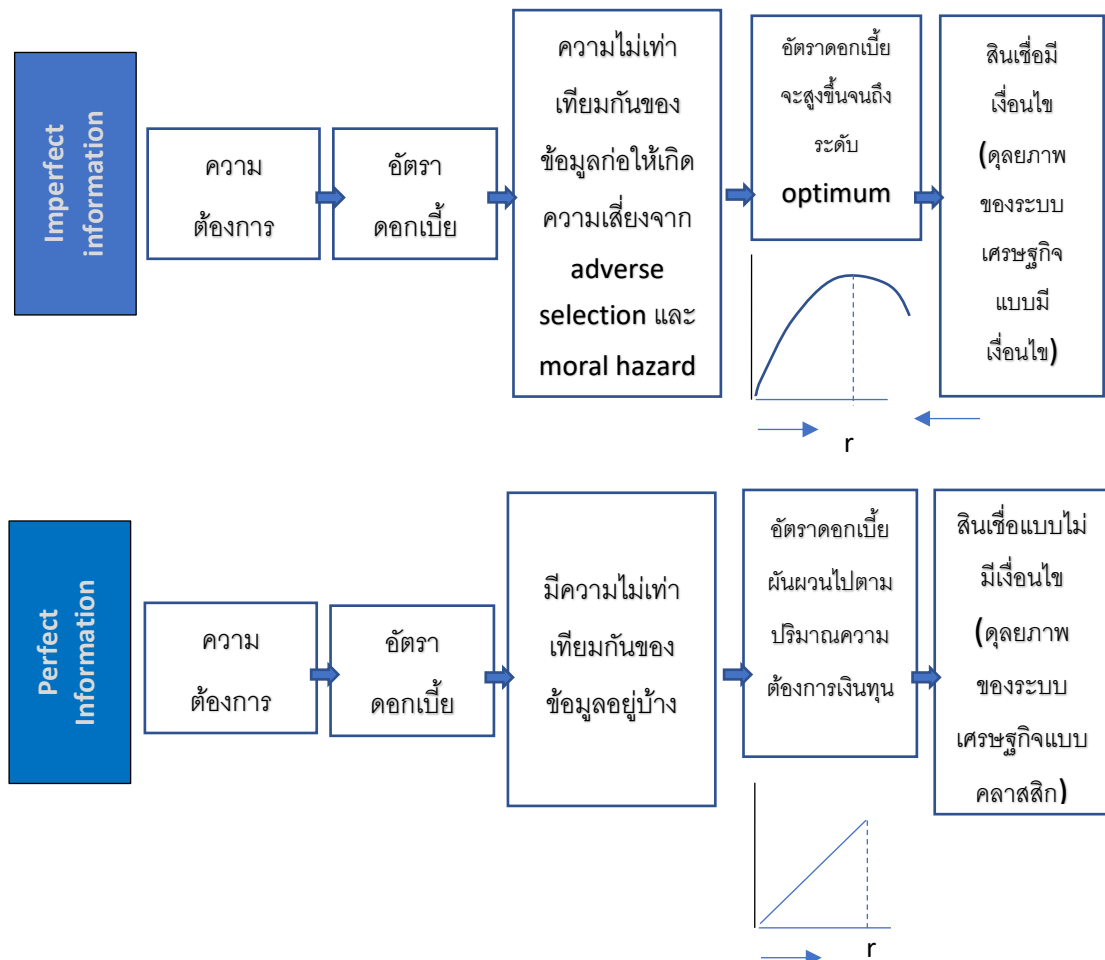 Imperfect
information
ความ
ต้องการ
อัตรา
ดอกเบี้ย
ความไม่เท่า
เทียมกันของ
ข้อมูลก่อให้เกิด
ความเสี่ยงจาก
adverse
selection และ
moral hazard
อัตราดอกเบี้ย
จะสูงขึ้นจนถึง
ระดับ
optimum
r
สินเชื่อมี
เงื่อนไข
(ดุลยภาพ
ของระบบ
เศรษฐกิจ
แบบมี
เงื่อนไข)
Perfect
Information
ความ
ต้องการ
อัตรา
ดอกเบี้ย
มีความไม่เท่า
เทียมกันของ
ข้อมูลอยู่บ้าง
อัตราดอกเบี้ย
ผันผวนไปตาม
ปริมาณความ
ต้องการเงินทุน
r
สินเชื่อแบบไม่
มีเงื่อนไข
(ดุลยภาพ
ของระบบ
เศรษฐกิจแบบ
คลาสสิก)